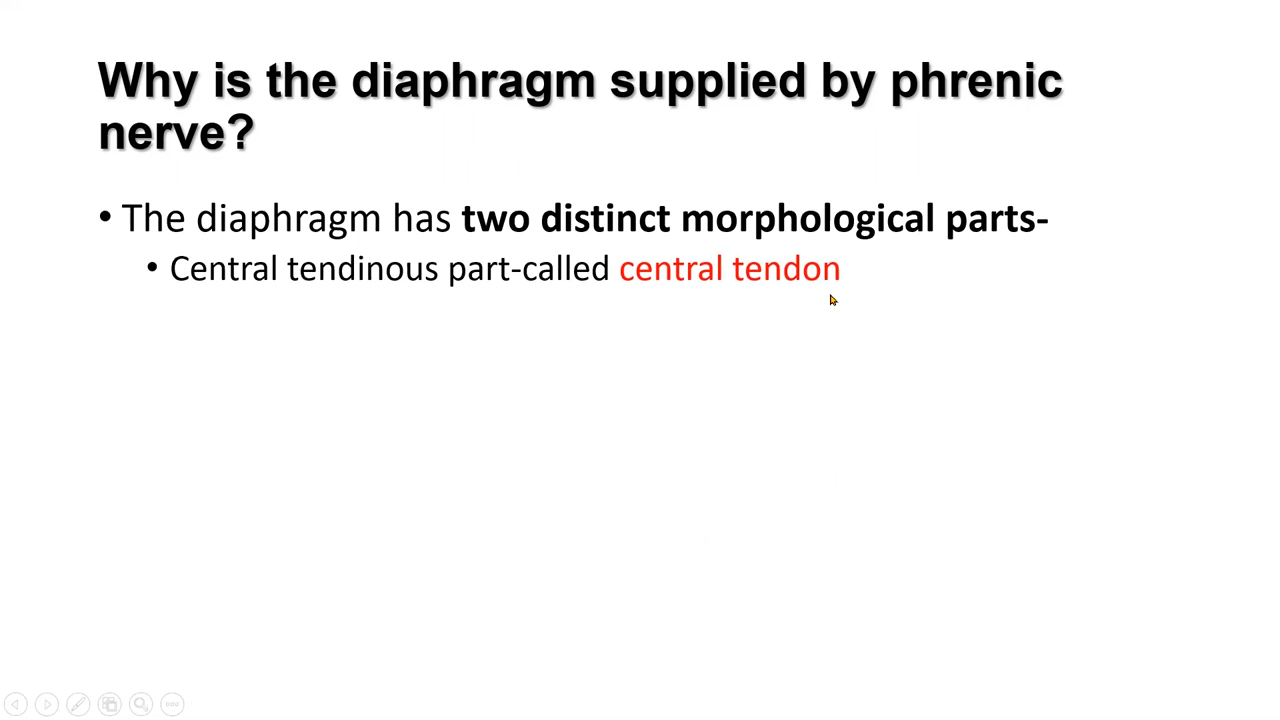 Why is the diaphragm supplied by phrenic
nerve?
• The diaphragm has two distinct morphological parts-
• Central tendinous part-called central tendon